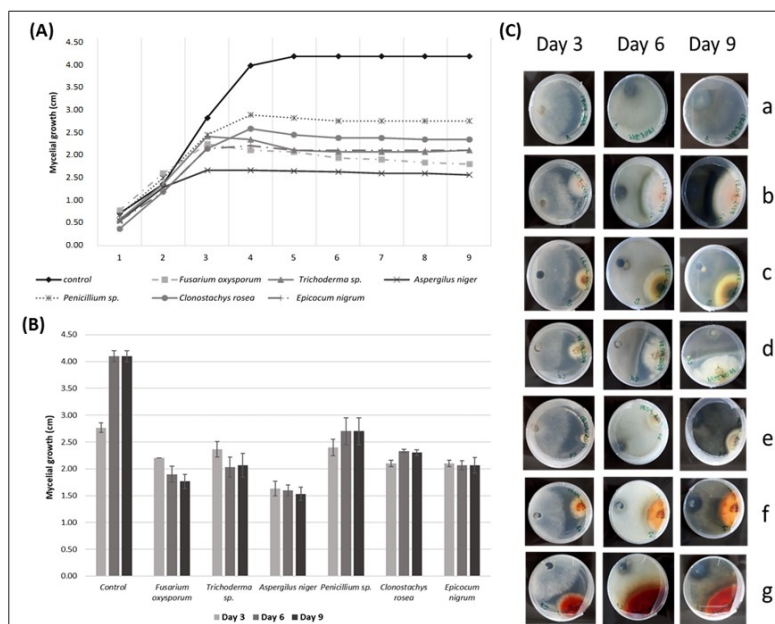 (A)
4.50
4.00
3.50
3.00
2.50
2.00
1.50
1.00
0.50
0.00
Mycelial growth (cm)
1 2 3 4 5 6 7 8 9
control Fusarium oxysporum Trichoderma sp. Aspergilus niger
Penicillium sp. Clonostachys rosea Epicocum nigrum
(B)
4.50
4.00
3.50
3.00
2.50
2.00
1.50
1.00
0.50
0.00
Mycelial growth (cm)
Control Fusarium oxysporum Trichoderma sp. Aspergilus niger Penicillium sp. Clonostachys rosea Epicocum nigrum
Day 3 Day 6 Day 9
(C)
Day 3 Day 6 Day 9
a
b
c
d
e
f
g